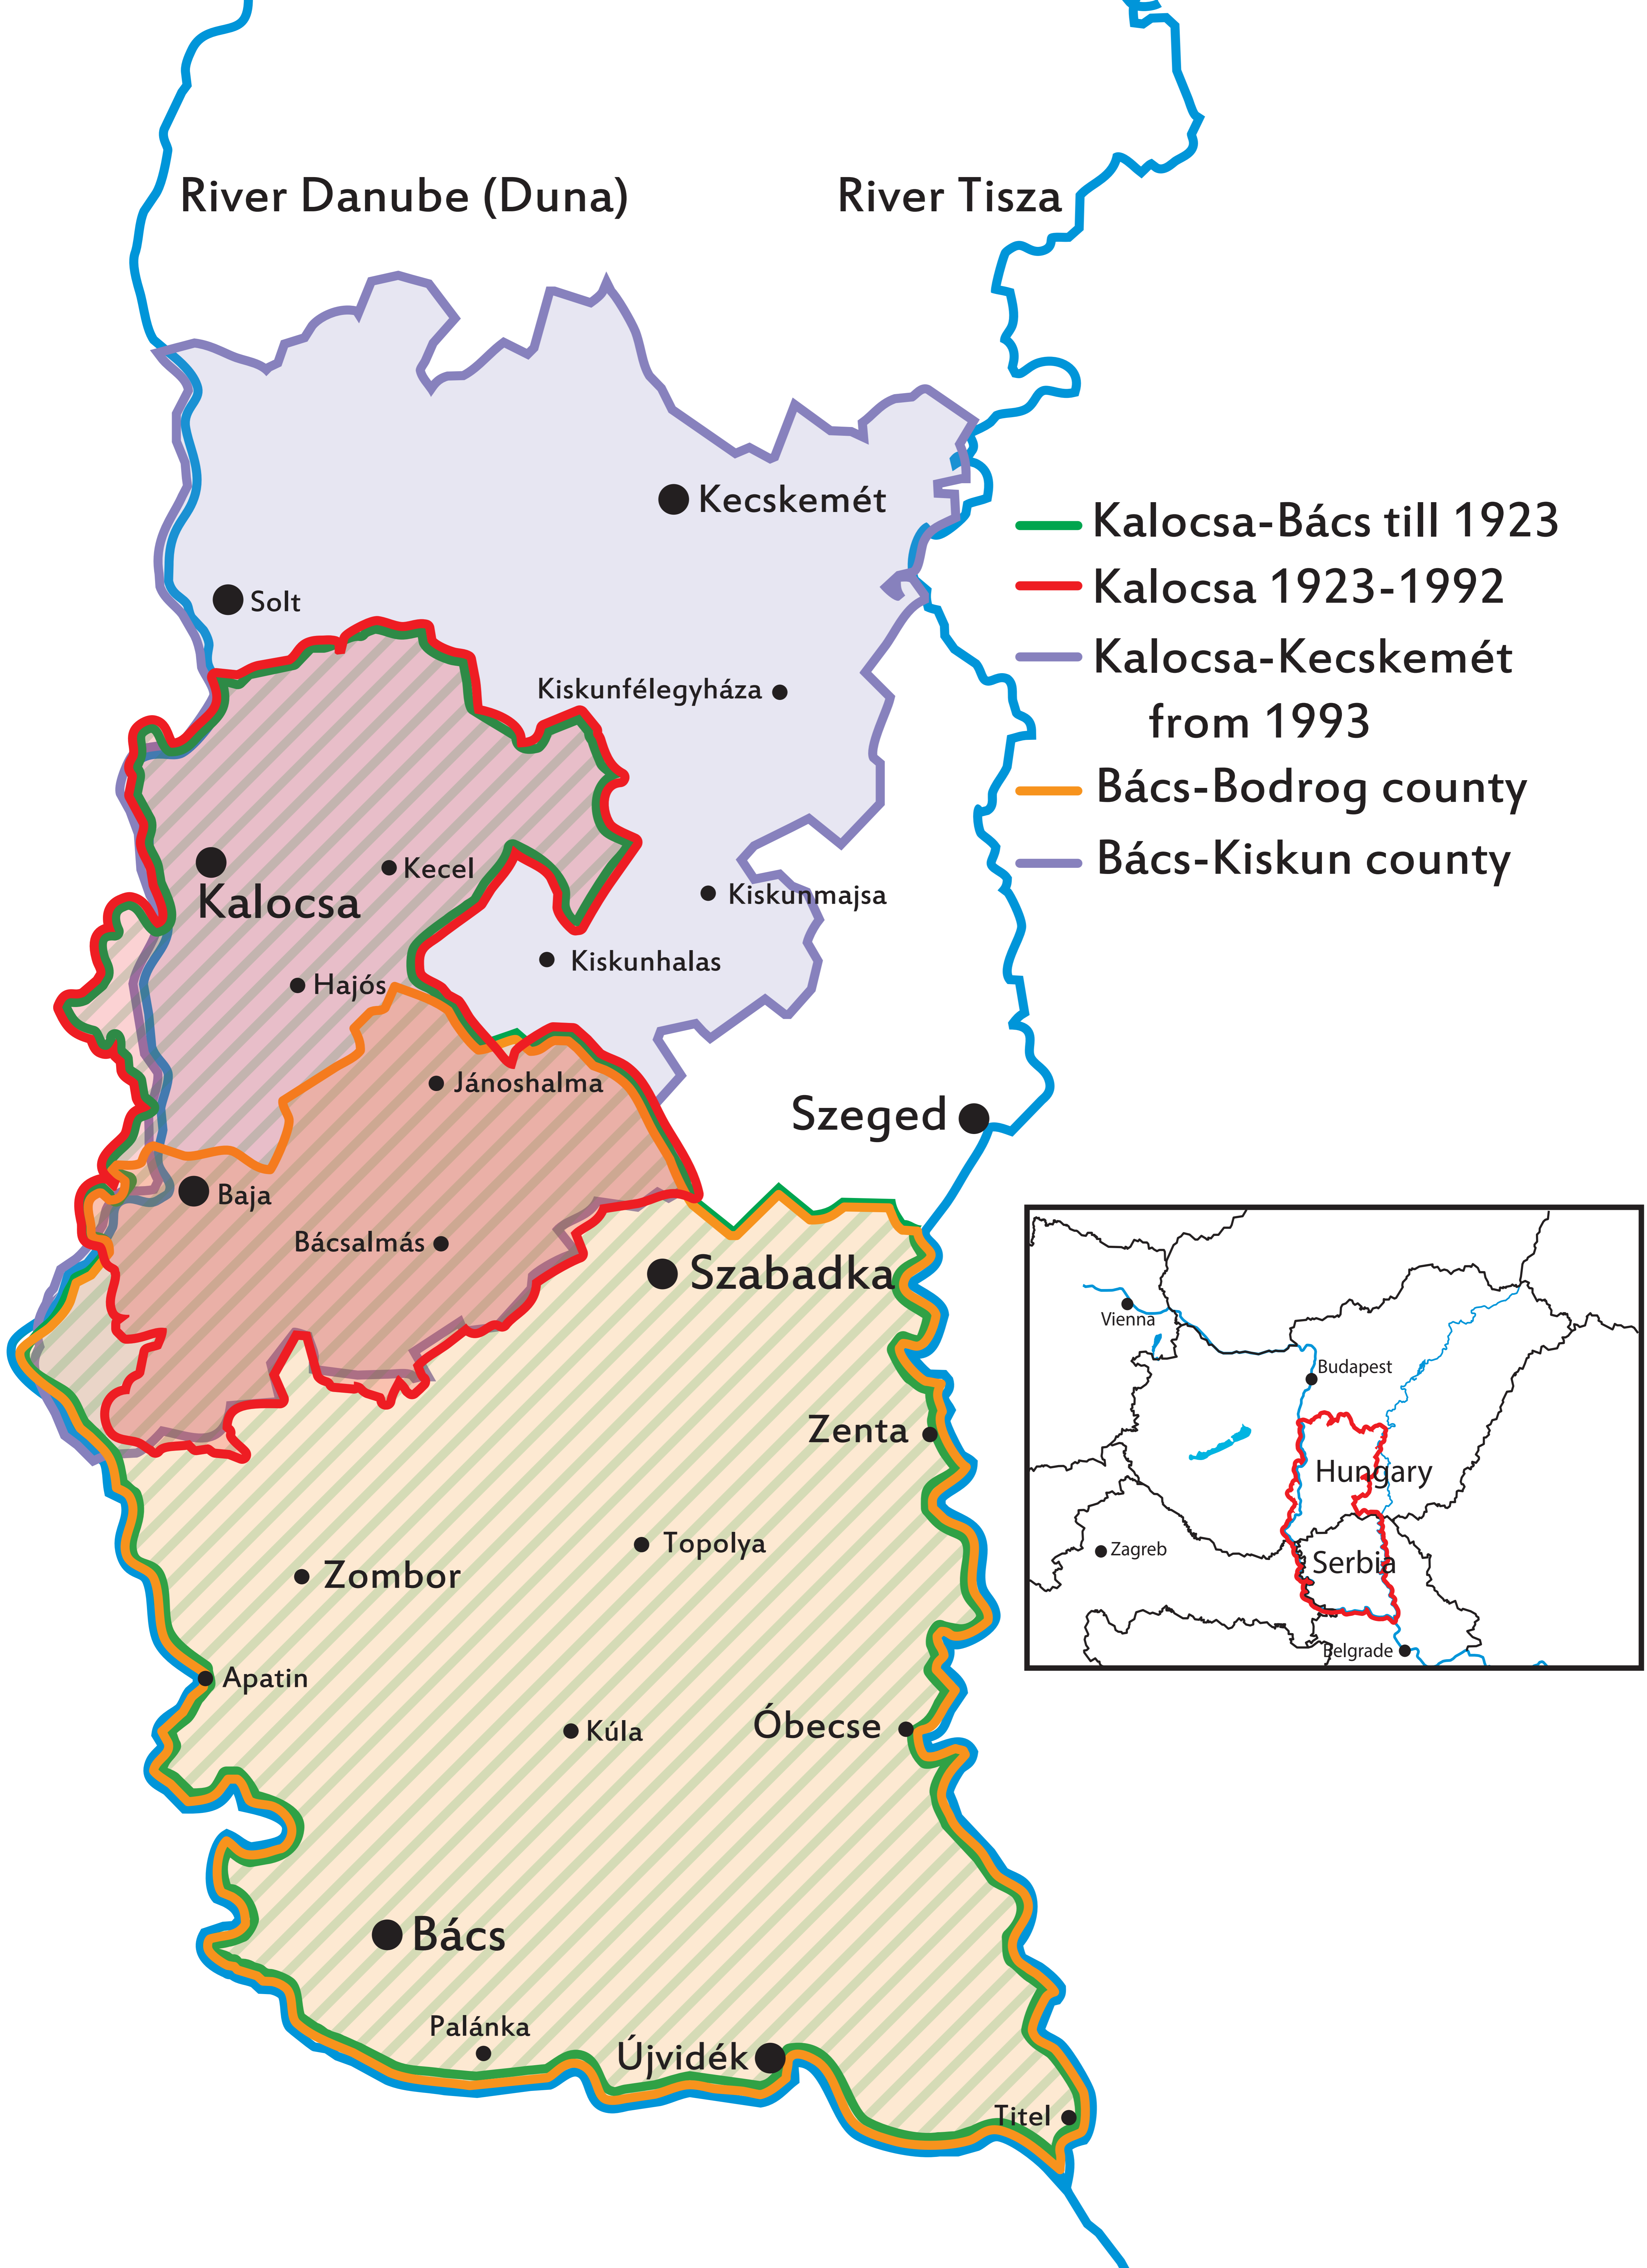 River Danube (Duna)
River Tisza
Kecskemét
Solt
Kiskunfélegyháza
Kalocsa-Bács till 1923
Kalocsa 1923-1992
Kalocsa-Kecskemét
from 1993
Bács-Bodrog county
Bács-Kiskun county
Kecel
Kalocsa
Kiskunmajsa
Kiskunhalas
Hajós
Jánoshalma
Szeged
Baja
Bácsalmás
Szabadka
Zenta
Topolya
Zombor
Apatin
Kúla
Óbecse
Bács
Palánka
Újvidék
Titel
Vienna
Budapest
Hungary
Zagreb
Serbia
Belgrade